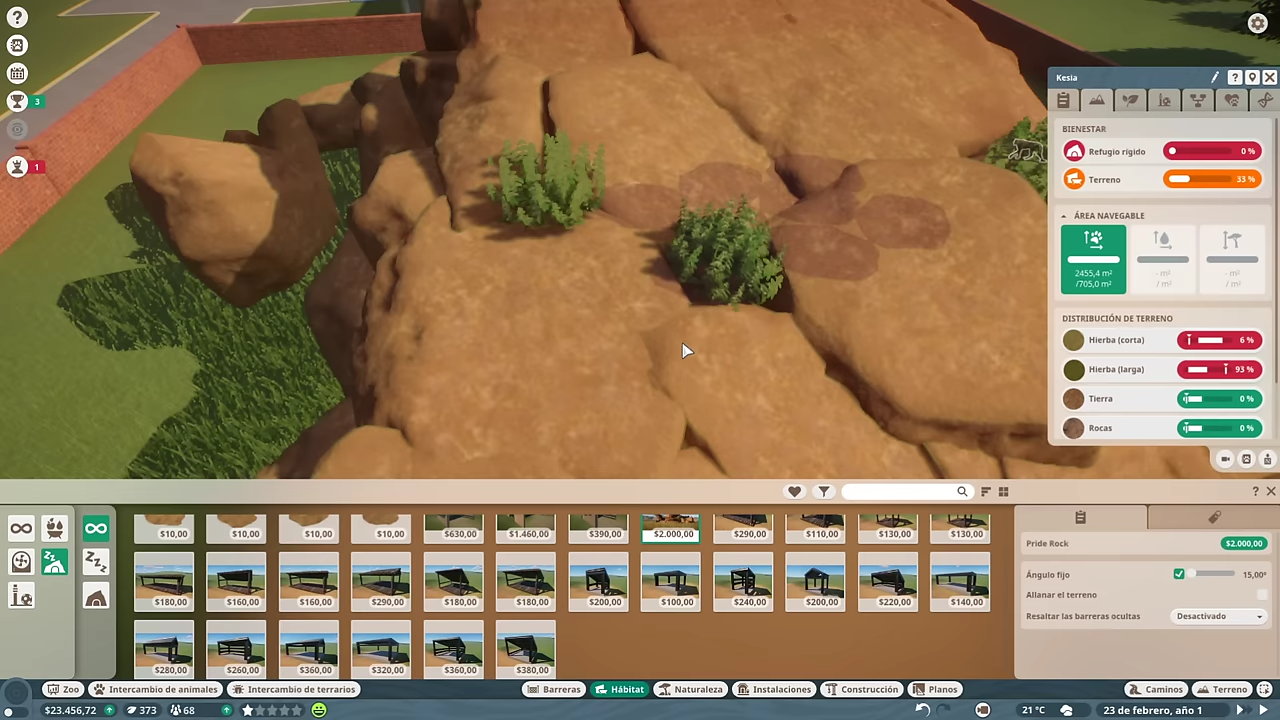 ?
3
1
Kesia
?
BIENESTAR
Refugio rígido 0 %
Terreno 33 %
ÁREA NAVEGABLE
2455,4 m² /705,0 m²
- m² / m²
- m² / m²
DISTRIBUCIÓN DE TERRENO
Hierba (corta) 6 %
Hierba (larga) 93 %
Tierra 0 %
Rocas 0 %
?
$10,00 $10,00 $10,00 $10,00 $630,00 $1.460,00 $390,00 $2.000,00 $290,00 $110,00 $130,00 $130,00
$180,00 $160,00 $160,00 $290,00 $180,00 $180,00 $200,00 $100,00 $240,00 $200,00 $220,00 $140,00
$280,00 $260,00 $360,00 $320,00 $360,00 $380,00
Pride Rock $2.000,00
Ángulo fijo 15,00°
Allanar el terreno
Resaltar las barreras ocultas Desactivado
Zoo Intercambio de animales Intercambio de terrarios Barreras Hábitat Naturaleza Instalaciones Construcción Planos Caminos Terreno
$23.456,72 373 68 21 °C 23 de febrero, año 1